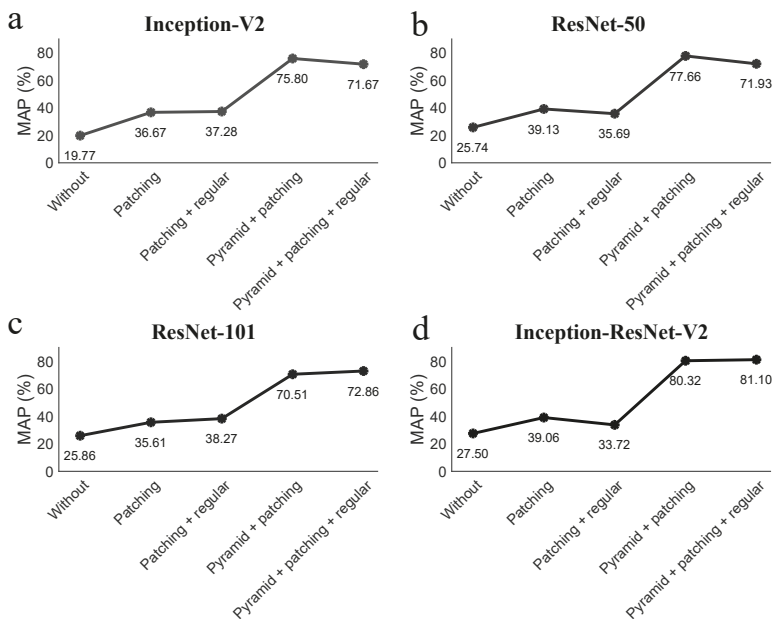 a
Inception-V2
MAP (%)
80
60
40
20
0
19.77
36.67
37.28
75.80
71.67
Without
Patching
Patching + regular
Pyramid + patching
Pyramid + patching + regular
b
ResNet-50
MAP (%)
80
60
40
20
0
25.74
39.13
35.69
77.66
71.93
Without
Patching
Patching + regular
Pyramid + patching
Pyramid + patching + regular
c
ResNet-101
MAP (%)
80
60
40
20
0
25.86
35.61
38.27
70.51
72.86
Without
Patching
Patching + regular
Pyramid + patching
Pyramid + patching + regular
d
Inception-ResNet-V2
MAP (%)
80
60
40
20
0
27.50
39.06
33.72
80.32
81.10
Without
Patching
Patching + regular
Pyramid + patching
Pyramid + patching + regular